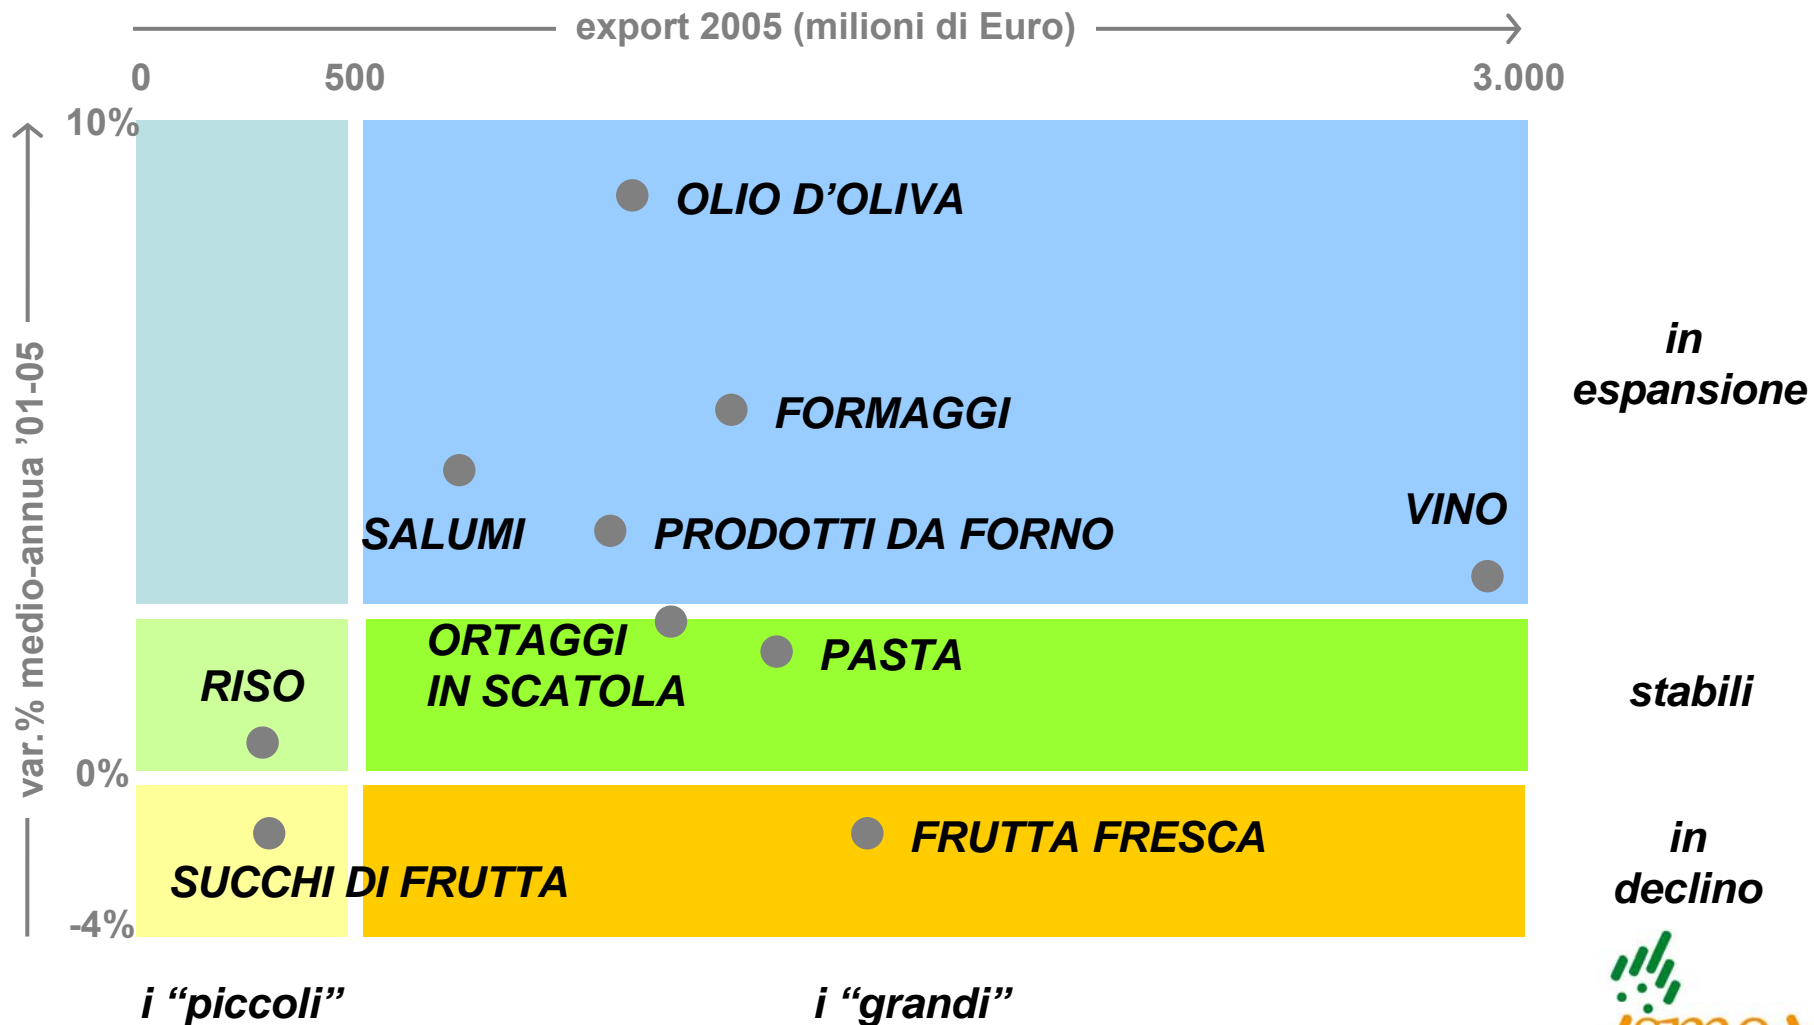 export 2005 (milioni di Euro)
0
500
3.000
10%
OLIO D’OLIVA
in
espansione
FORMAGGI
var.% medio-annua ’01-05
SALUMI
PRODOTTI DA FORNO
VINO
ORTAGGI
IN SCATOLA
PASTA
RISO
stabili
0%
FRUTTA FRESCA
in
declino
SUCCHI DI FRUTTA
-4%
i “piccoli”
i “grandi”